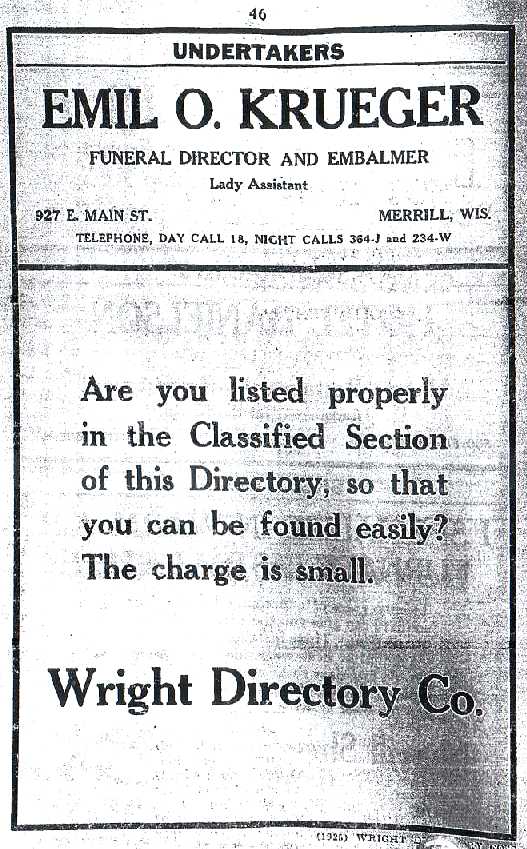 46
UNDERTAKERS
EMIL O. KRUEGER
FUNERAL DIRECTOR AND EMBALMER
Lady Assistant
927 E. MAIN ST. MERRILL, WIS.
TELEPHONE, DAY CALL 18, NIGHT CALLS 364-J and 234-W
Are you listed properly
in the Classified Section
of this Directory, so that
you can be found easily?
The charge is small.
Wright Directory Co.
(1925) WRIGHT